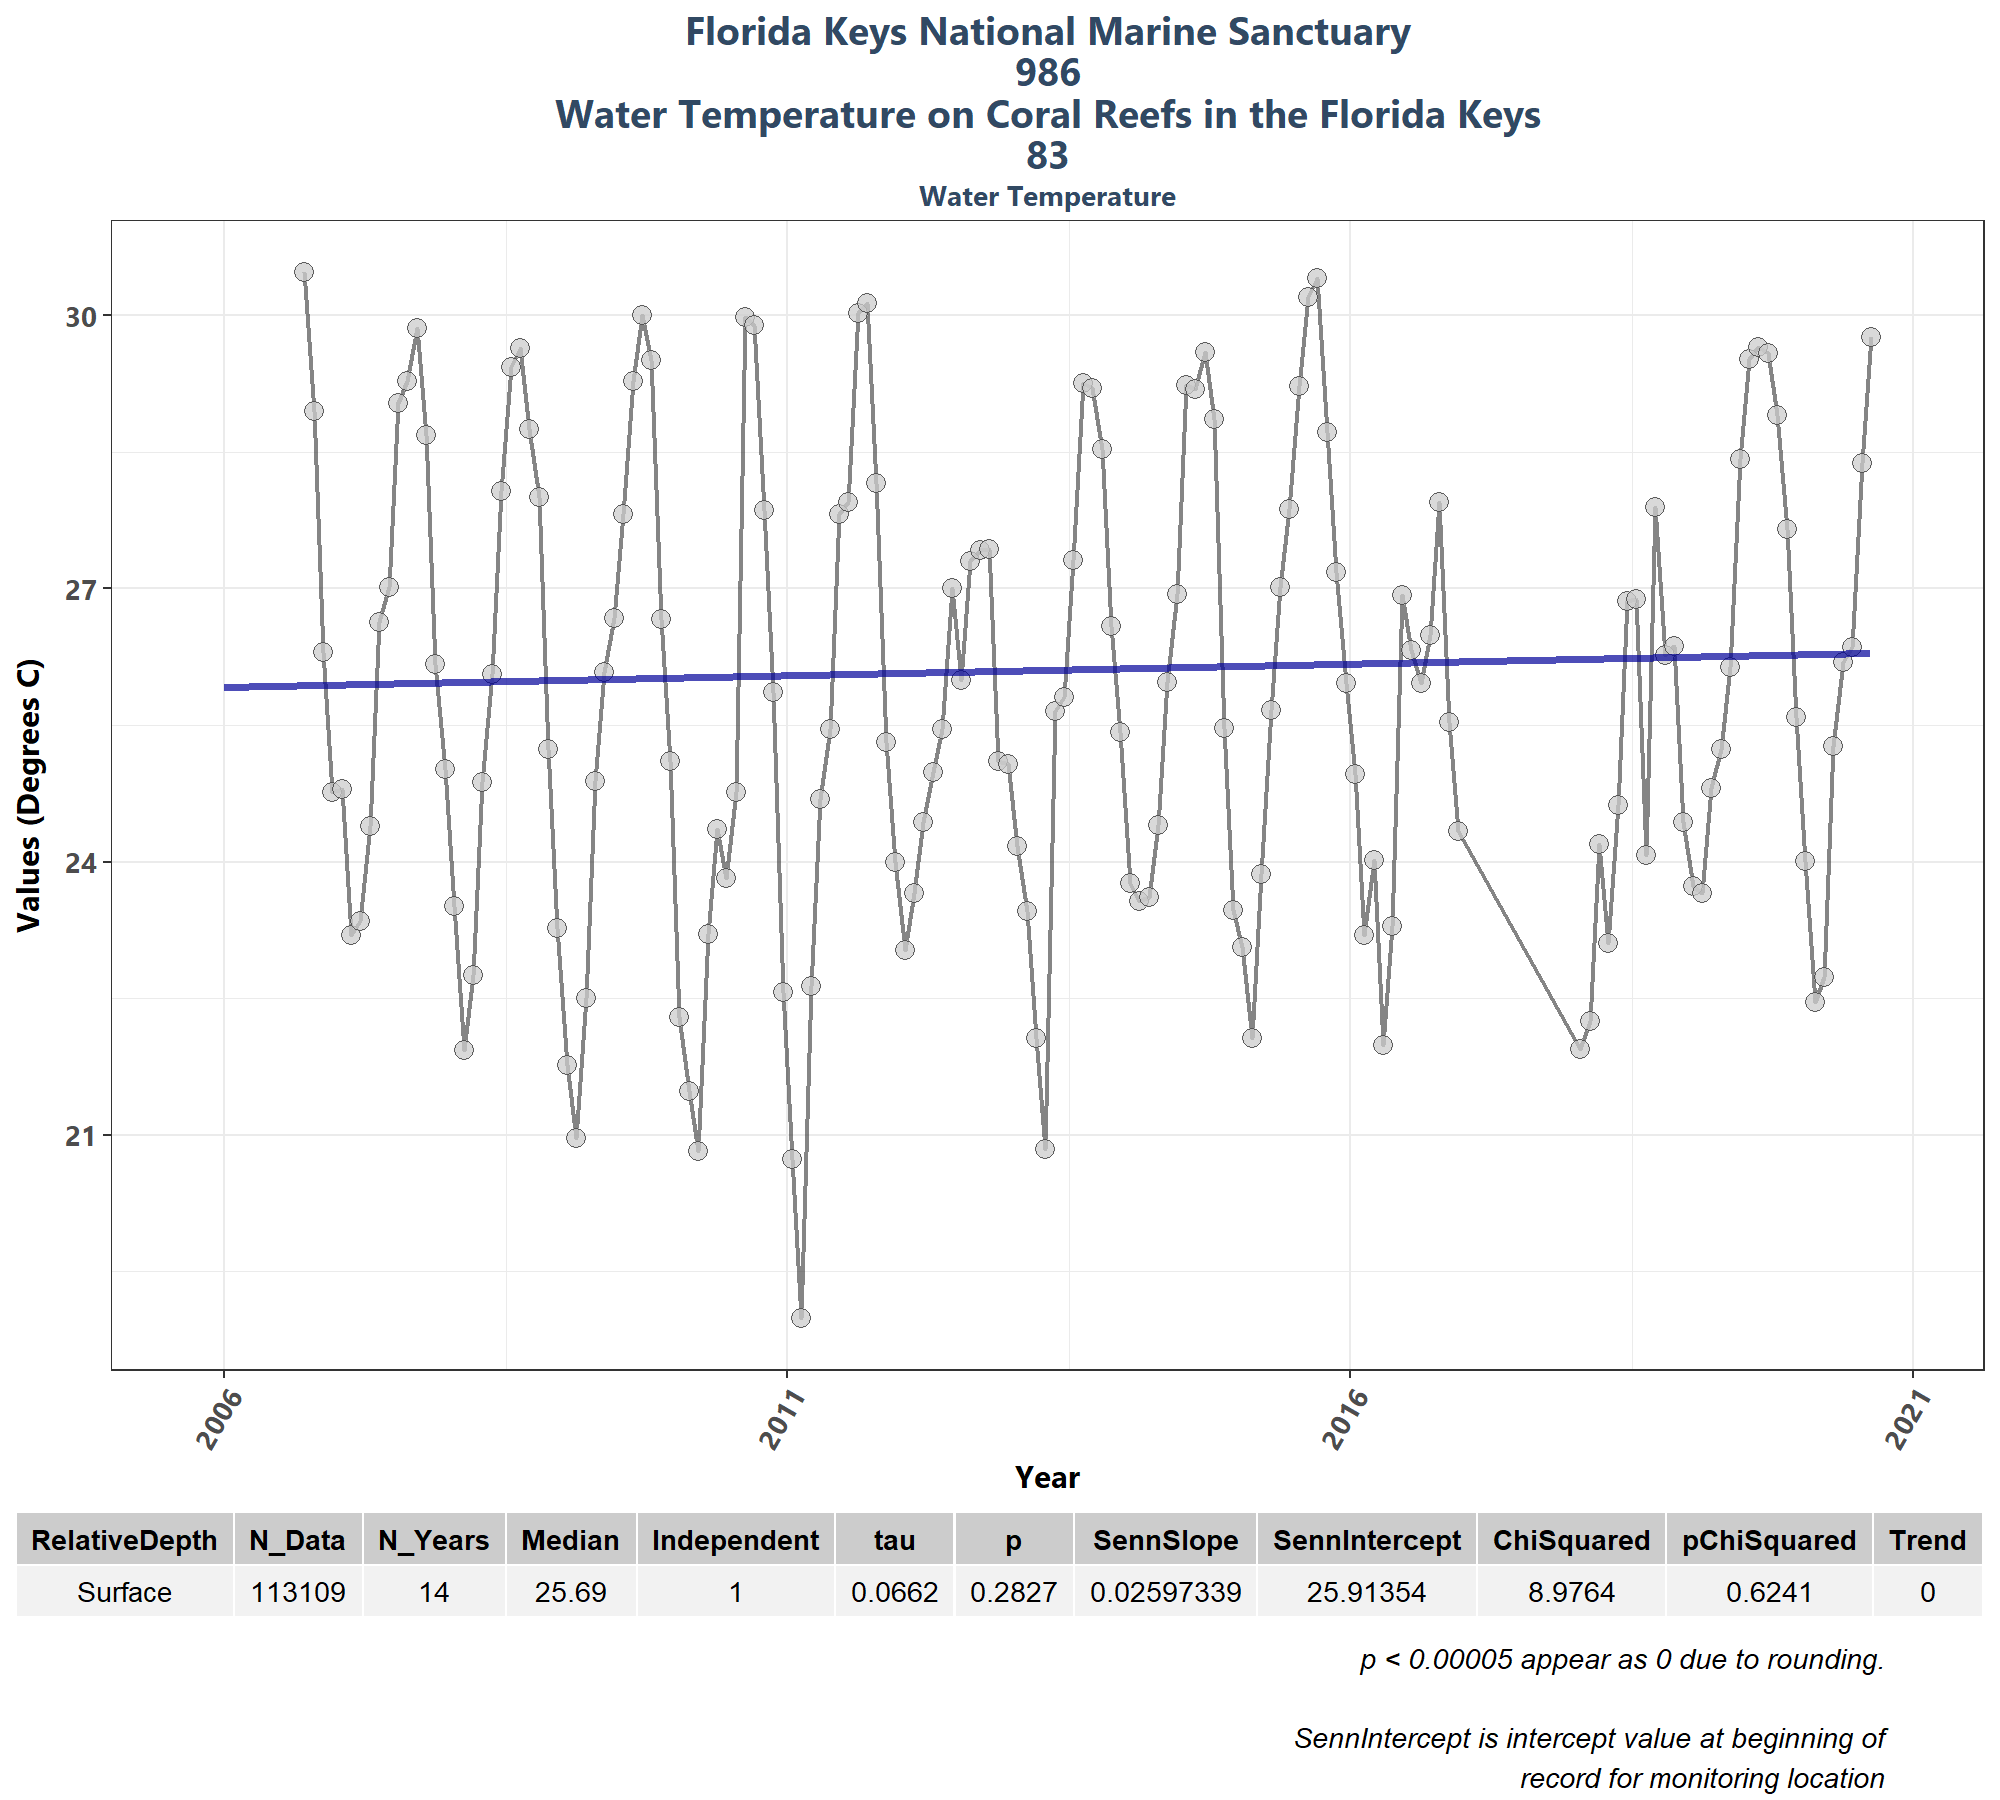 Florida Keys National Marine Sanctuary
986
Water Temperature on Coral Reefs in the Florida Keys
83
Water Temperature
Values (Degrees C)
30
27
24
21
2006
2011
2016
2021
Year
RelativeDepth N_Data N_Years Median Independent tau p SennSlope SennIntercept ChiSquared pChiSquared Trend
Surface 113109 14 25.69 1 0.0662 0.2827 0.02597339 25.91354 8.9764 0.6241 0
p < 0.00005 appear as 0 due to rounding.
SennIntercept is intercept value at beginning of
record for monitoring location